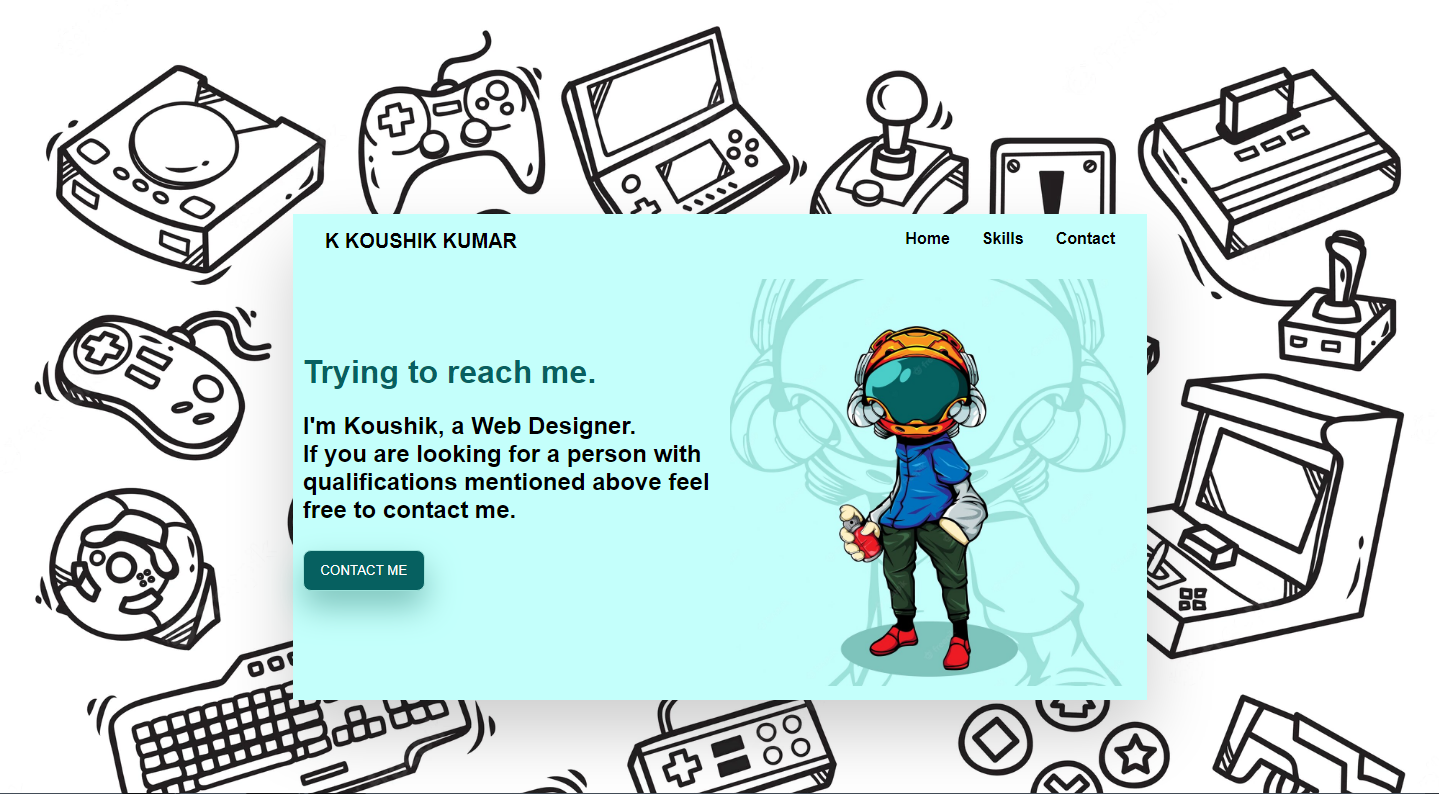 K KOUSHIK KUMAR
Home Skills Contact
Trying to reach me.
I'm Koushik, a Web Designer.
If you are looking for a person with
qualifications mentioned above feel
free to contact me.
CONTACT ME